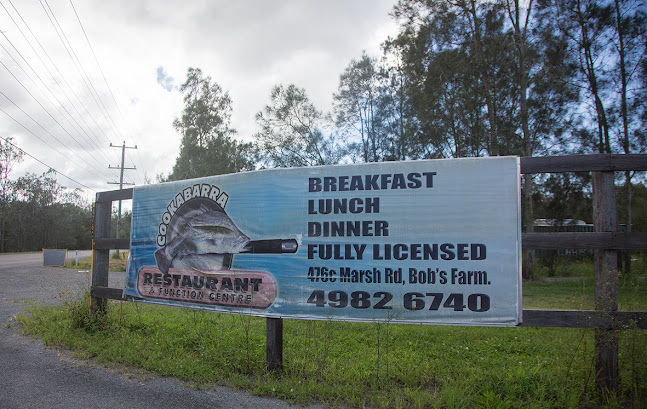 COOKABARRA
RESTAURANT
& FUNCTION CENTRE
BREAKFAST
LUNCH
DINNER
FULLY LICENSED
476c Marsh Rd, Bob's Farm.
4982 6740